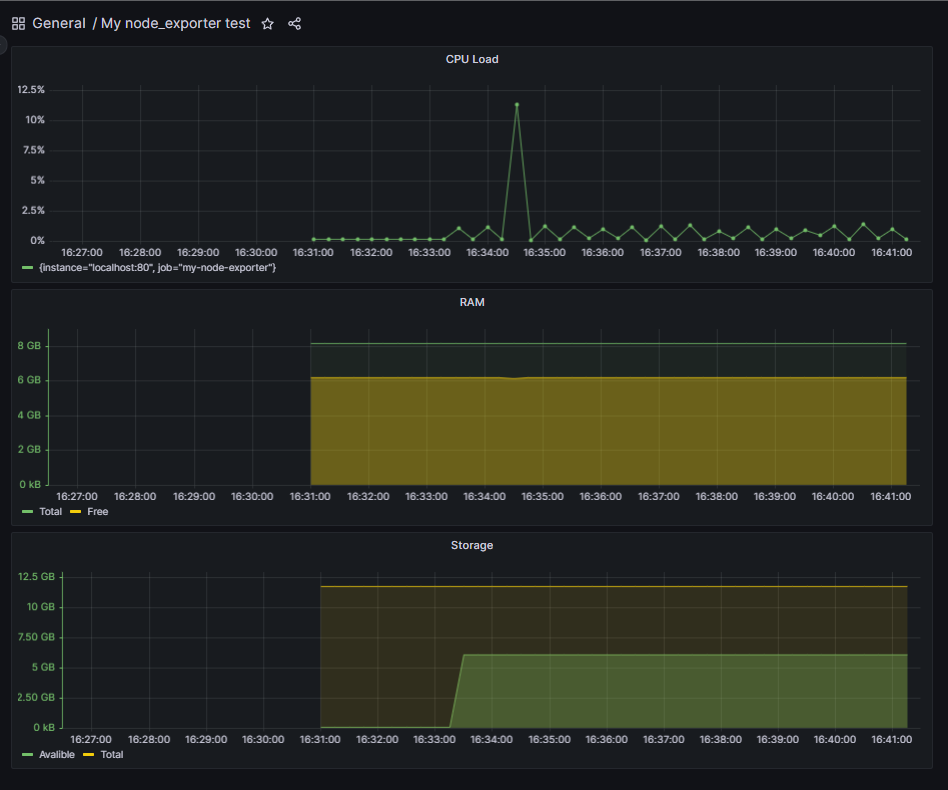 General / My node_exporter test
CPU Load
12.5%
10%
7.5%
5%
2.5%
0%
16:27:00 16:28:00 16:29:00 16:30:00 16:31:00 16:32:00 16:33:00 16:34:00 16:35:00 16:36:00 16:37:00 16:38:00 16:39:00 16:40:00 16:41:00
{instance="localhost:80", job="my-node-exporter"}
RAM
8 GB
6 GB
4 GB
2 GB
0 kB
16:27:00 16:28:00 16:29:00 16:30:00 16:31:00 16:32:00 16:33:00 16:34:00 16:35:00 16:36:00 16:37:00 16:38:00 16:39:00 16:40:00 16:41:00
Total Free
Storage
12.5 GB
10 GB
7.50 GB
5 GB
2.50 GB
0 kB
16:27:00 16:28:00 16:29:00 16:30:00 16:31:00 16:32:00 16:33:00 16:34:00 16:35:00 16:36:00 16:37:00 16:38:00 16:39:00 16:40:00 16:41:00
Avalible Total